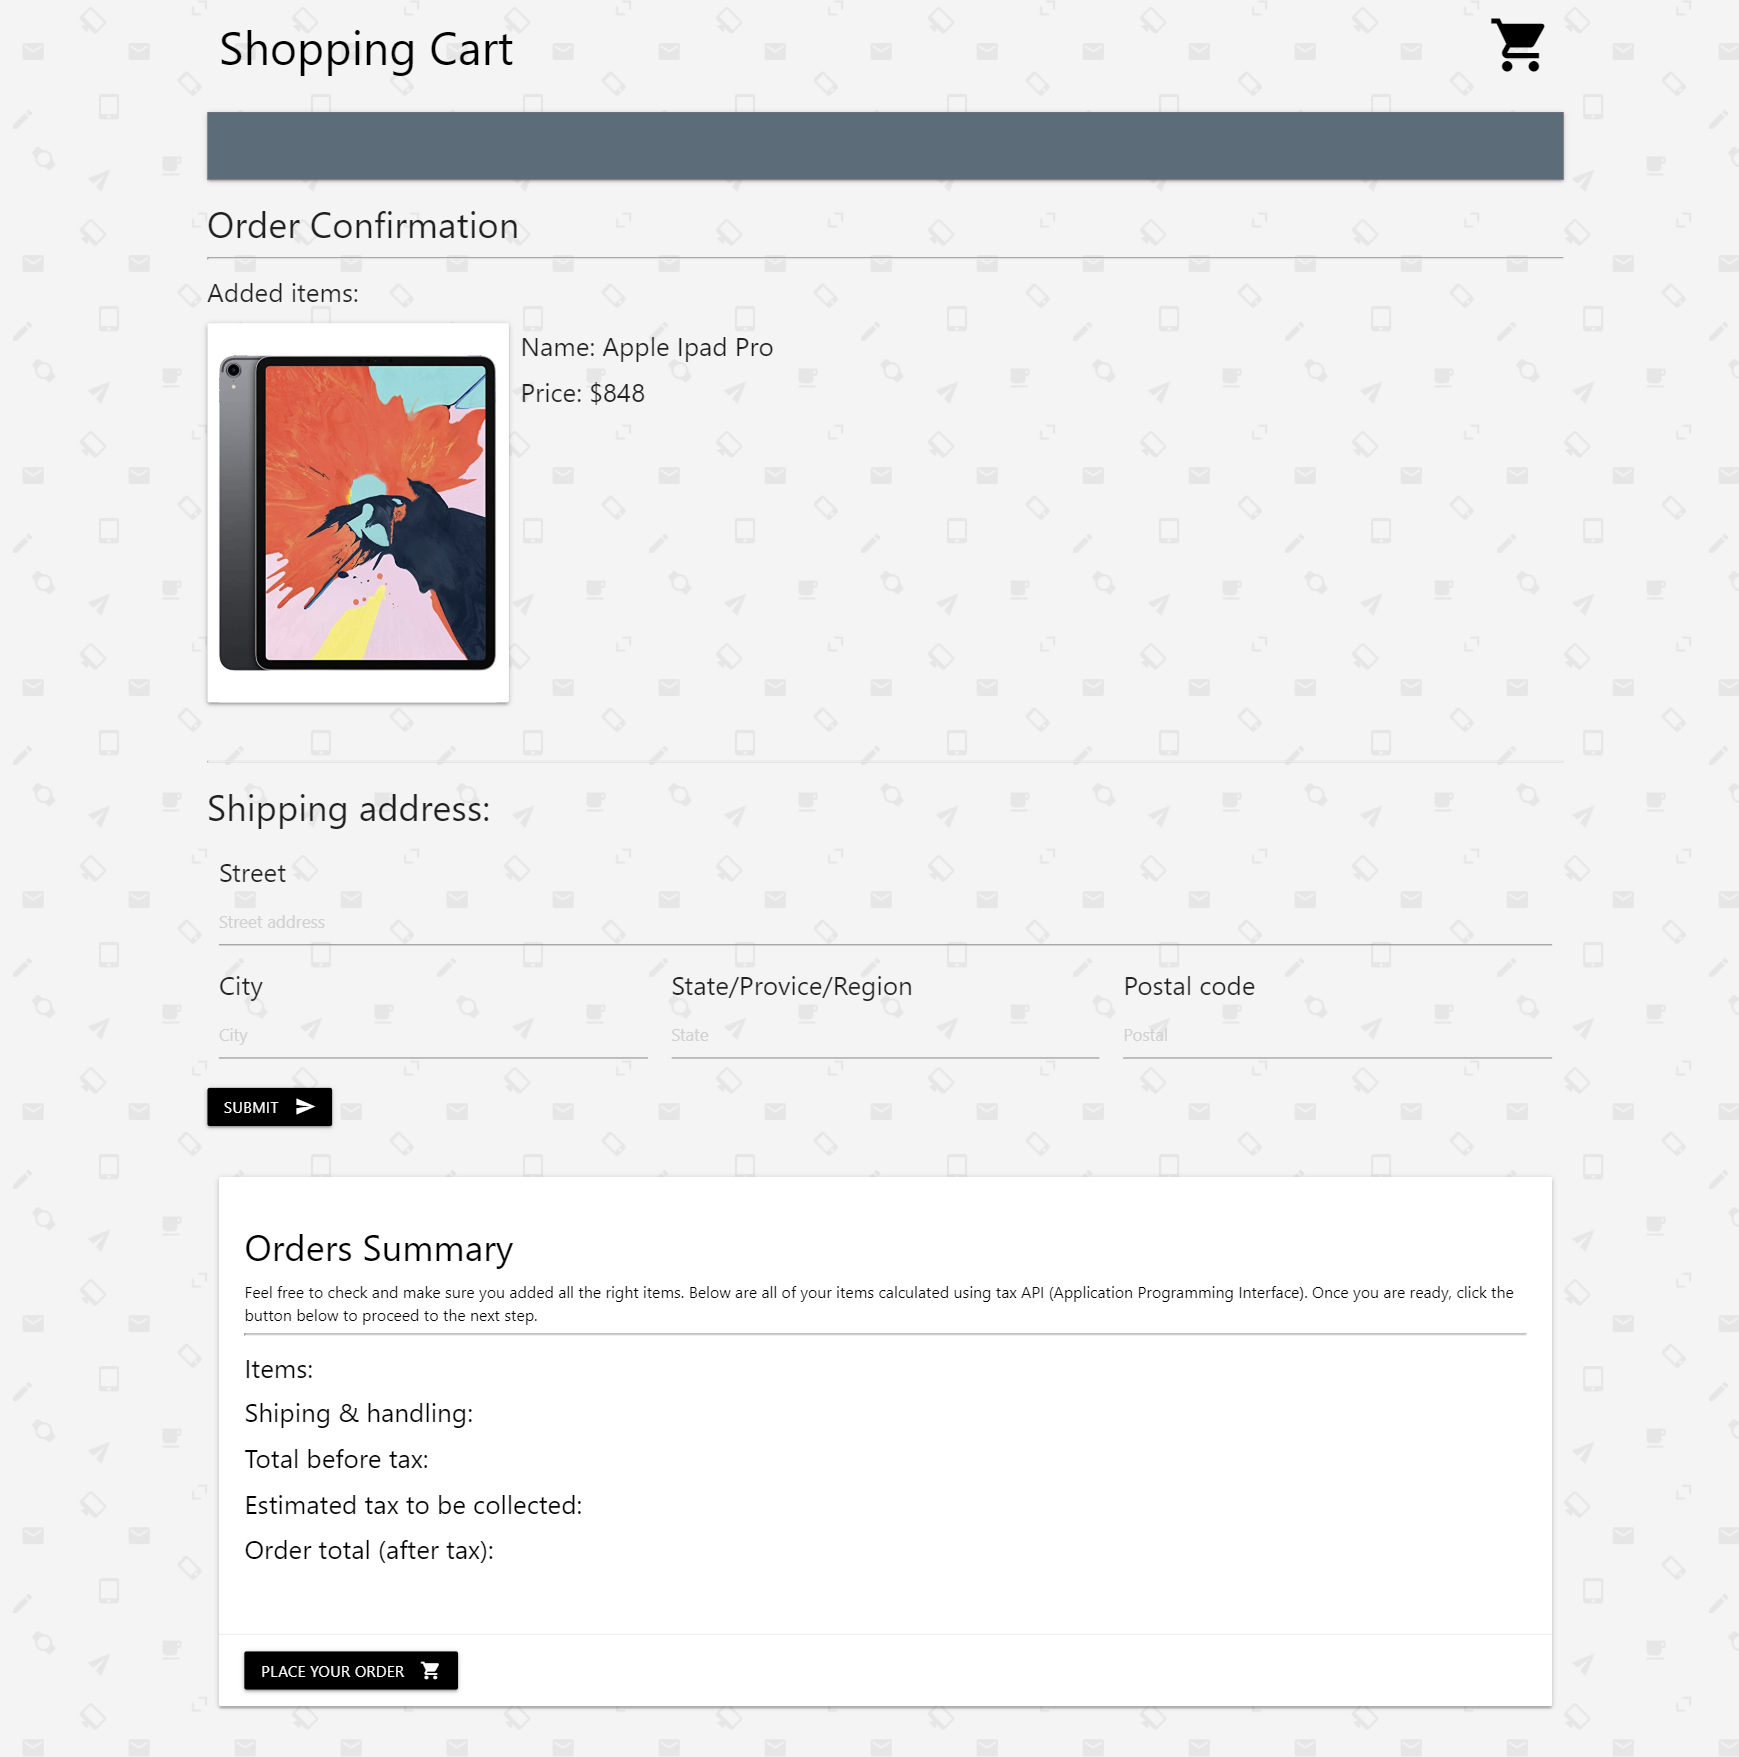 Shopping Cart
Order Confirmation
Added items:
Name: Apple Ipad Pro
Price: $848
Shipping address:
Street
Street address
City
State/Provice/Region
Postal code
City
State
Postal
SUBMIT
Orders Summary
Feel free to check and make sure you added all the right items. Below are all of your items calculated using tax API (Application Programming Interface). Once you are ready, click the
button below to proceed to the next step.
Items:
Shiping & handling:
Total before tax:
Estimated tax to be collected:
Order total (after tax):
PLACE YOUR ORDER